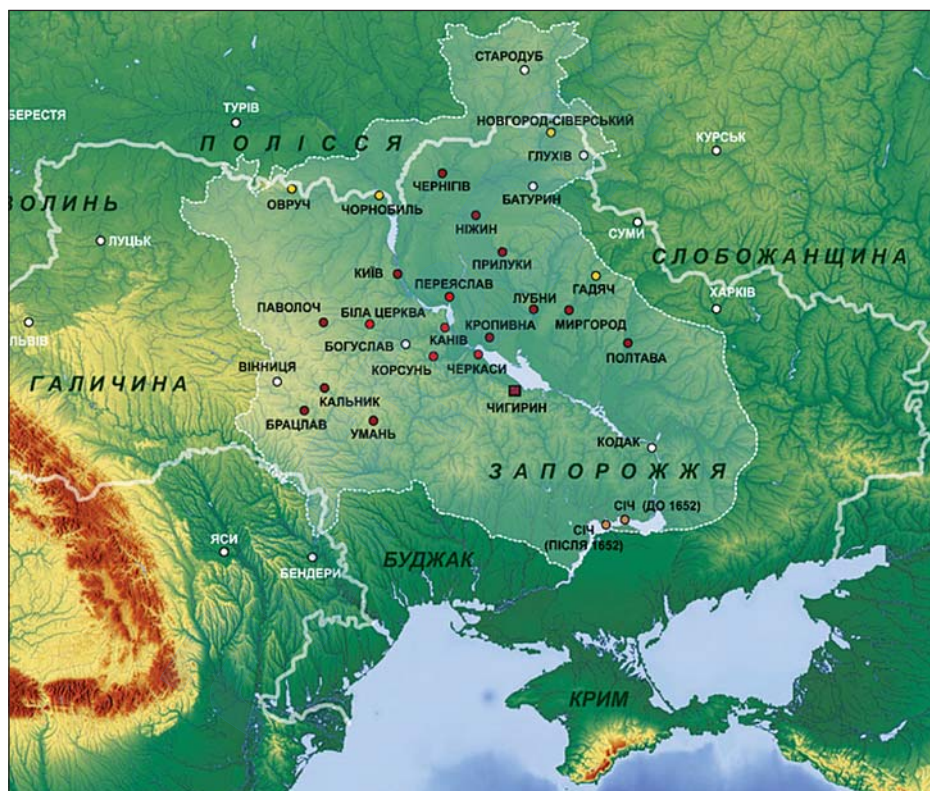 СТАРОДУБ
ТУРІВ
БЕРЕСТЯ
НОВГОРОД-СІВЕРСЬКИЙ
КУРСЬК
ПОЛІССЯ
ГЛУХІВ
ЧЕРНІГІВ
БАТУРИН
ОВРУЧ
ЧОРНОБИЛЬ
ВОЛИНЬ
НІЖИН
СУМИ
ЛУЦЬК
СЛОБОЖАНЩИНА
ПРИЛУКИ
КИЇВ
ПЕРЕЯСЛАВ
ГАДЯЧ
ХАРКІВ
ПАВОЛОЧ
БІЛА ЦЕРКВА
ЛУБНИ
МИРГОРОД
ЛЬВІВ
БОГУСЛАВ
КАНІВ
КРОПИВНА
ПОЛТАВА
ВІННИЦЯ
КОРСУНЬ
ЧЕРКАСИ
ГАЛИЧИНА
КАЛЬНИК
ЧИГИРИН
БРАЦЛАВ
УМАНЬ
КОДАК
ЗАПОРОЖЖЯ
СІЧ (ДО 1652)
СІЧ
(ПІСЛЯ 1652)
ЯСИ
БУДЖАК
БЕНДЕРИ
КРИМ